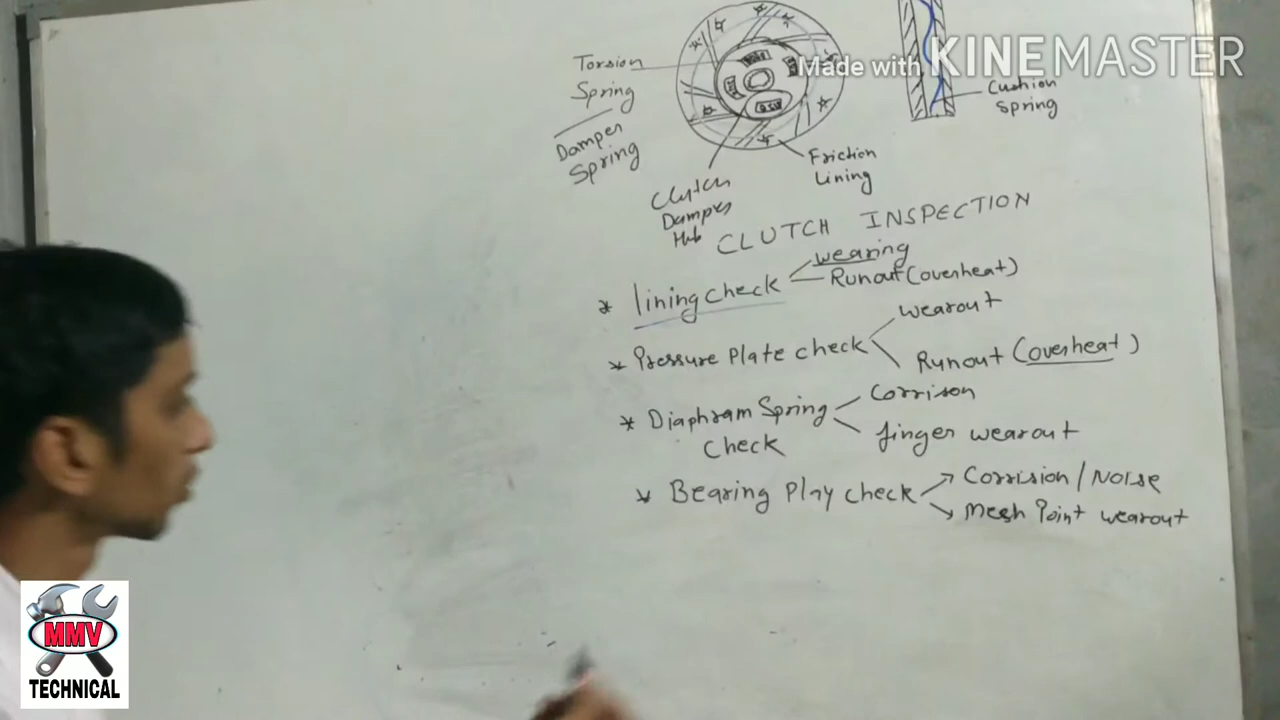 Torsion
Spring
Damper
Spring
Clutch
Damper
Hub
Friction
Lining
Cushion
Spring
Made with KINEMASTER
CLUTCH INSPECTION
* lining check
wearing
Runout (overheat)
* Pressure Plate check
wearout
Runout (overheat)
* Diaphram Spring
Check
Corrison
finger wearout
* Bearing Play check
Corrision / NOISE
Mesh Point wearout
MMV
TECHNICAL